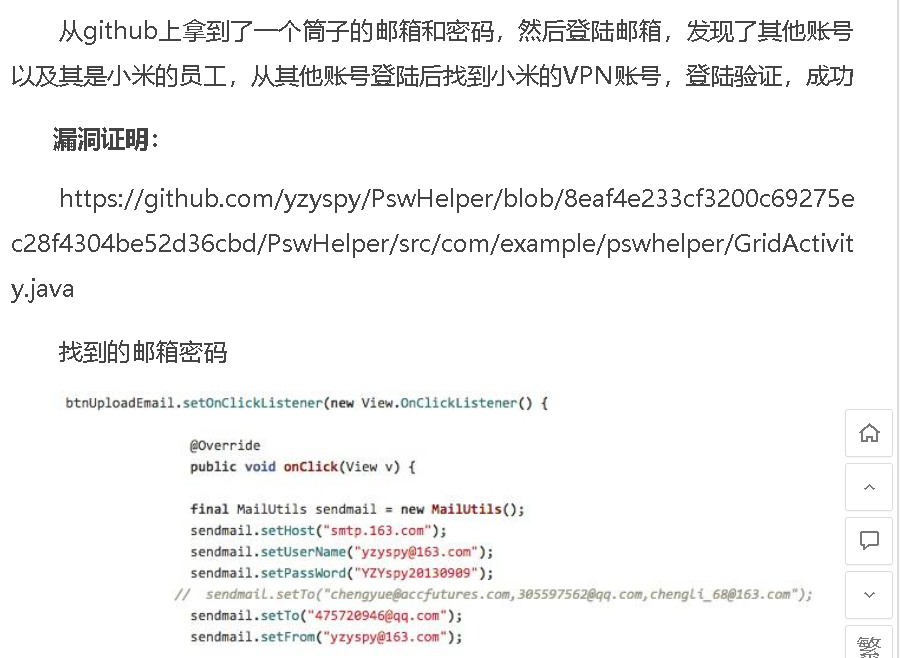 从github上拿到了一个筒子的邮箱和密码，然后登陆邮箱，发现了其他账号
以及其是小米的员工，从其他账号登陆后找到小米的VPN账号，登陆验证，成功
漏洞证明：
https://github.com/yzyspy/PswHelper/blob/8eaf4e233cf3200c69275e
c28f4304be52d36cbd/PswHelper/src/com/example/pswhelper/GridActivit
y.java
找到的邮箱密码
btnUploadEmail.setOnClickListener(new View.OnClickListener() {
@Override
public void onClick(View v) {
final MailUtils sendmail = new MailUtils();
sendmail.setHost("smtp.163.com");
sendmail.setUserName("yzyspy@163.com");
sendmail.setPassWord("YZYspy20130909");
// sendmail.setTo("chengyue@accfutures.com,305597562@qq.com,chengli_68@163.com");
sendmail.setTo("475720946@qq.com");
sendmail.setFrom("yzyspy@163.com");
繁